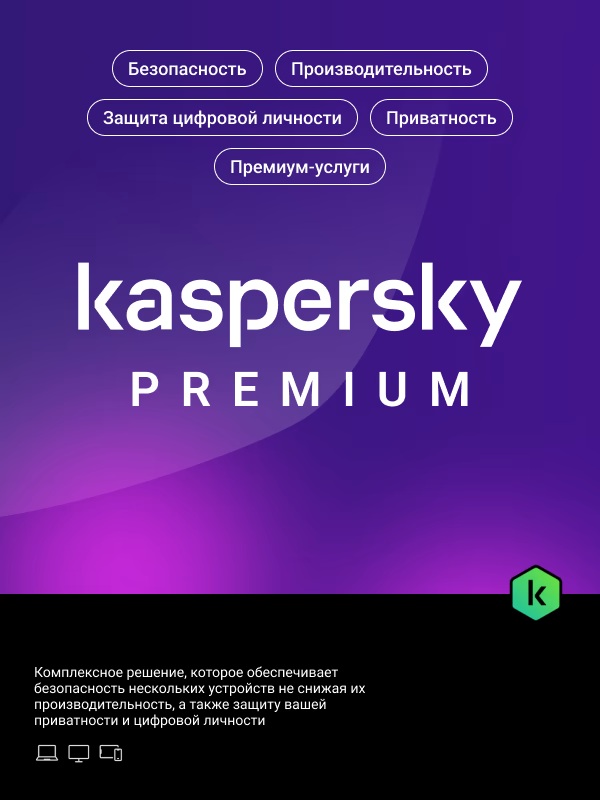 Безопасность
Производительность
Защита цифровой личности
Приватность
Премиум-услуги
kaspersky
PREMIUM
k
Комплексное решение, которое обеспечивает
безопасность нескольких устройств не снижая их
производительность, а также защиту вашей
приватности и цифровой личности